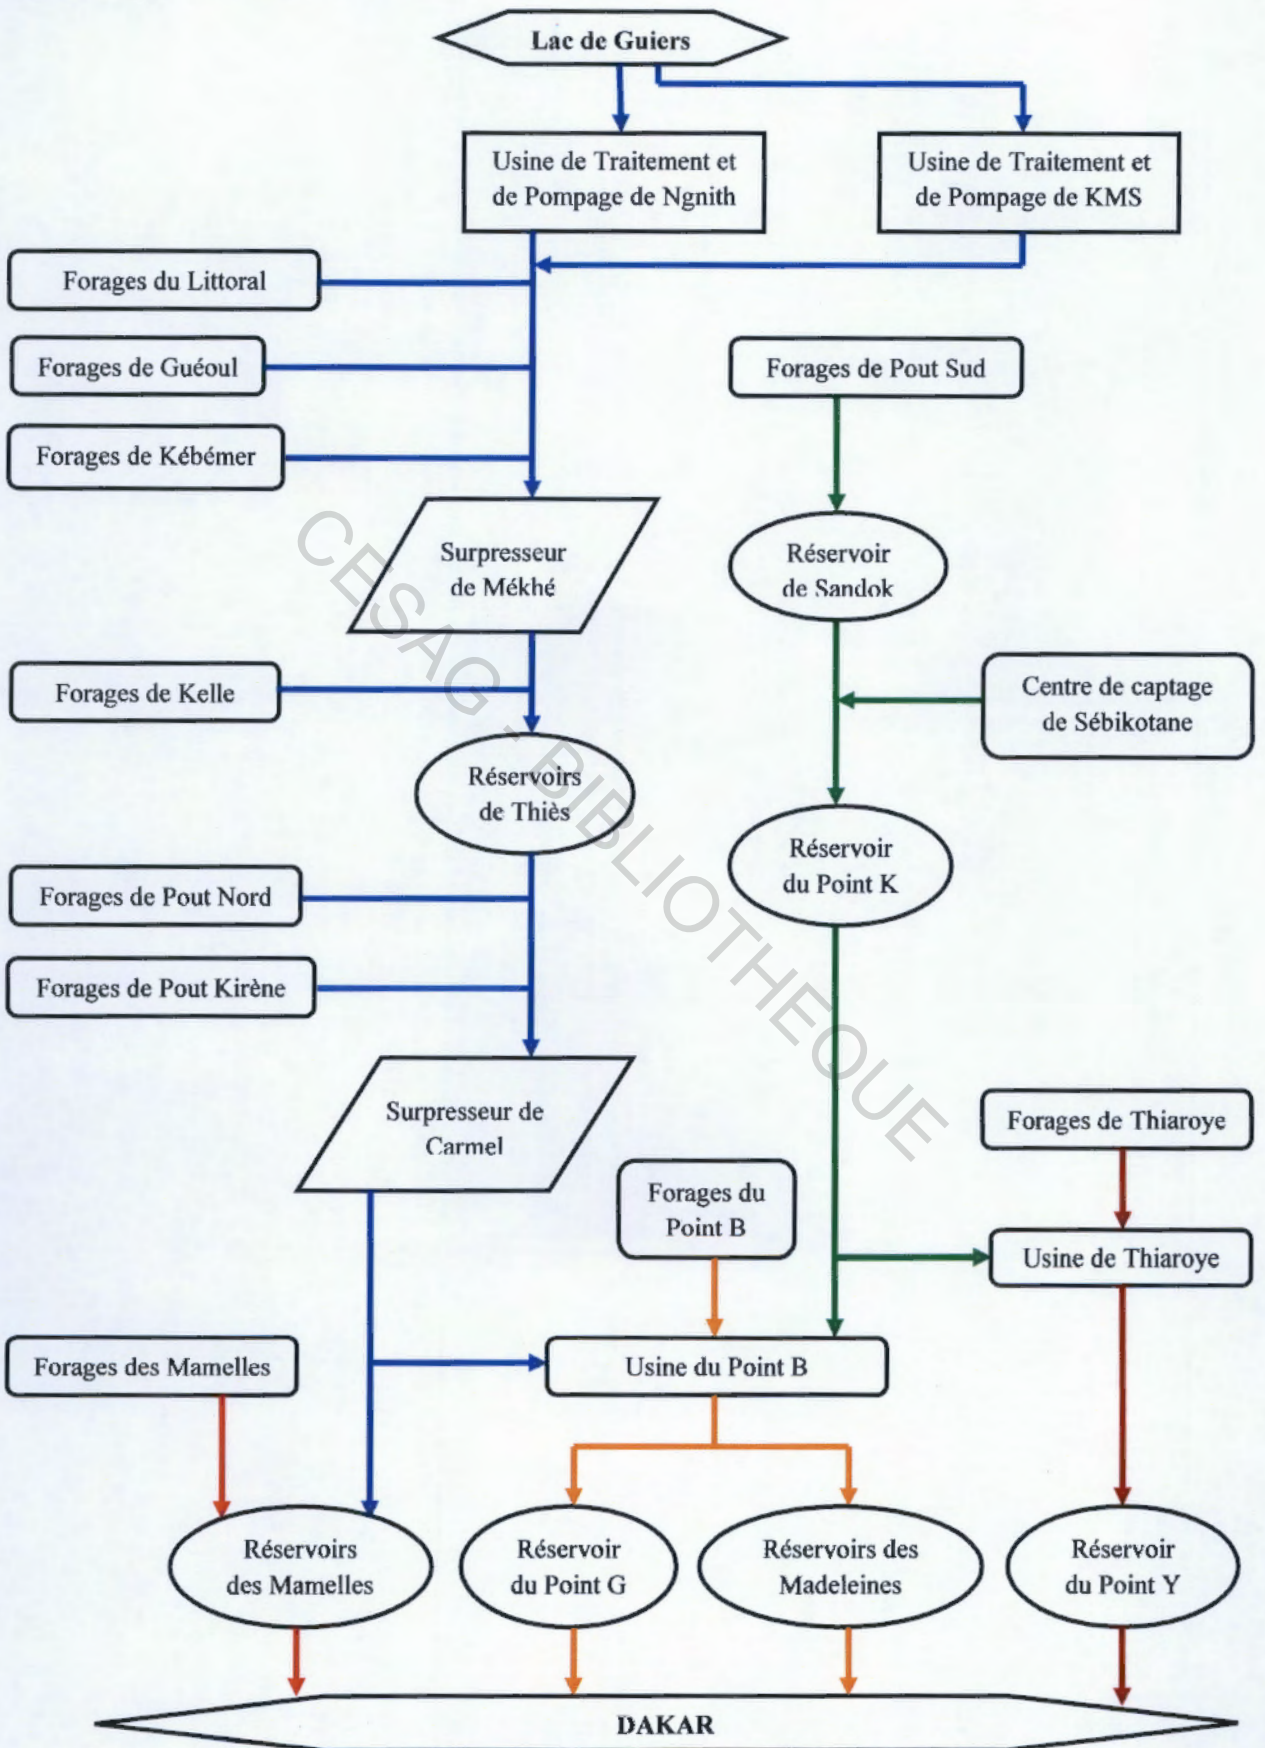 Lac de Guiers
Usine de Traitement et
de Pompage de Ngnith
Usine de Traitement et
de Pompage de KMS
Forages du Littoral
Forages de Guéoul
Forages de Pout Sud
Forages de Kébémer
Surpresseur
de Mékhé
Réservoir
de Sandok
Forages de Kelle
Centre de captage
de Sébikotane
Réservoirs
de Thiès
Réservoir
du Point K
Forages de Pout Nord
Forages de Pout Kirène
Surpresseur de
Carmel
Forages de Thiaroye
Forages du
Point B
Usine de Thiaroye
Forages des Mamelles
Usine du Point B
Réservoirs
des Mamelles
Réservoir
du Point G
Réservoirs des
Madeleines
Réservoir
du Point Y
DAKAR
CESAG - BIBLIOTHEQUE